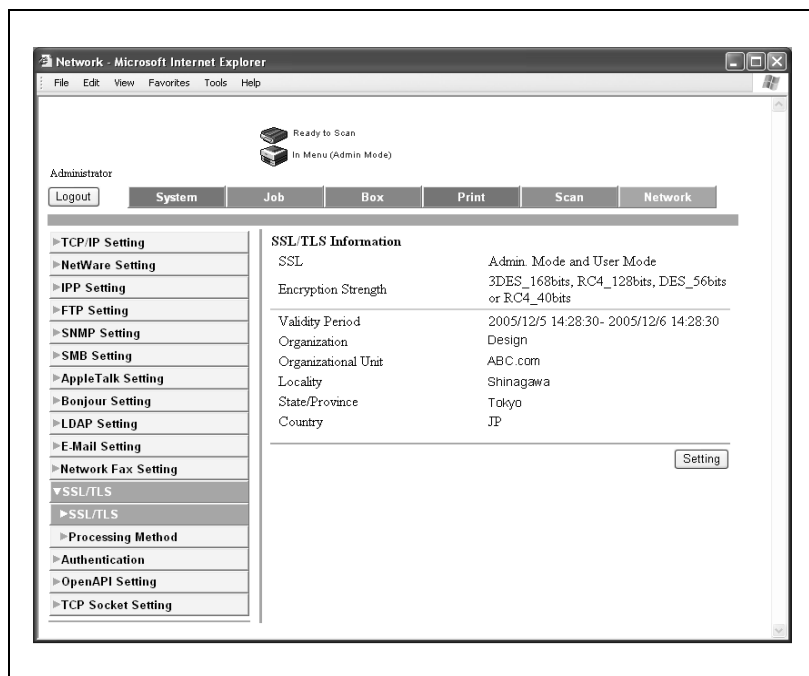 Network - Microsoft Internet Explorer
File Edit View Favorites Tools Help
Ready to Scan
In Menu (Admin Mode)
Administrator
Logout System Job Box Print Scan Network
TCP/IP Setting
NetWare Setting
IPP Setting
FTP Setting
SNMP Setting
SMB Setting
AppleTalk Setting
Bonjour Setting
LDAP Setting
E-Mail Setting
Network Fax Setting
SSL/TLS
SSL/TLS
Processing Method
Authentication
OpenAPI Setting
TCP Socket Setting
SSL/TLS Information
SSL Admin. Mode and User Mode
Encryption Strength 3DES_168bits, RC4_128bits, DES_56bits
or RC4_40bits
Validity Period 2005/12/5 14:28:30- 2005/12/6 14:28:30
Organization Design
Organizational Unit ABC.com
Locality Shinagawa
State/Province Tokyo
Country JP
Setting